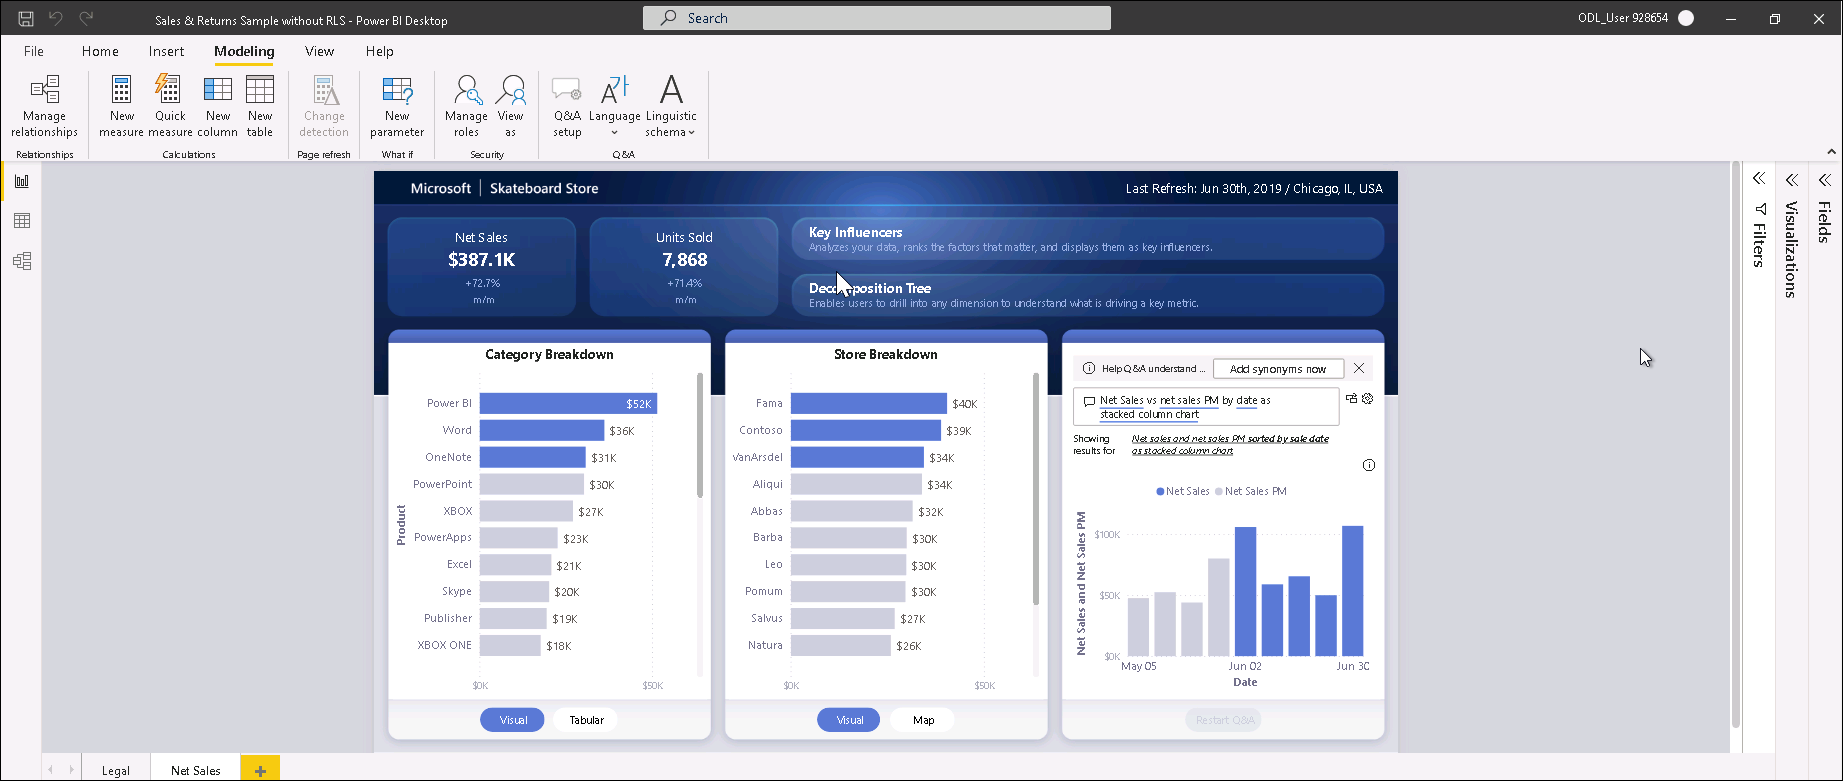 Sales & Returns Sample without RLS - Power BI Desktop
Search
ODL_User 928654
File
Home
Insert
Modeling
View
Help
Manage
relationships
New
measure
Quick
measure
New
column
New
table
Change
detection
New
parameter
Manage
roles
View
as
Q&A
setup
Language
Linguistic
schema
Relationships
Calculations
Page refresh
What if
Security
Q&A
Microsoft | Skateboard Store
Last Refresh: Jun 30th, 2019 / Chicago, IL, USA
Net Sales
$387.1K
+72.7%
m/m
Units Sold
7,868
+71.4%
m/m
Key Influencers
Analyzes your data, ranks the factors that matter, and displays them as key influencers.
Decomposition Tree
Enables users to drill into any dimension to understand what is driving a key metric.
Filters
Visualizations
Fields
Category Breakdown
Product
Power BI $52K
Word $36K
OneNote $31K
PowerPoint $30K
XBOX $27K
PowerApps $23K
Excel $21K
Skype $20K
Publisher $19K
XBOX ONE $18K
$0K $50K
Visual
Tabular
Store Breakdown
Fama $40K
Contoso $39K
VanArsdel $34K
Aliqui $34K
Abbas $32K
Barba $30K
Leo $30K
Pomum $30K
Salvus $27K
Natura $26K
$0K $50K
Visual
Map
Help Q&A understand ...
Add synonyms now
Net Sales vs net sales PM by date as
stacked column chart
Showing
results for
Net sales and net sales PM sorted by sale date
as stacked column chart
Net Sales Net Sales PM
Net Sales and Net Sales PM
$100K
$50K
$0K
May 05 Jun 02 Jun 30
Date
Restart Q&A
Legal
Net Sales
+